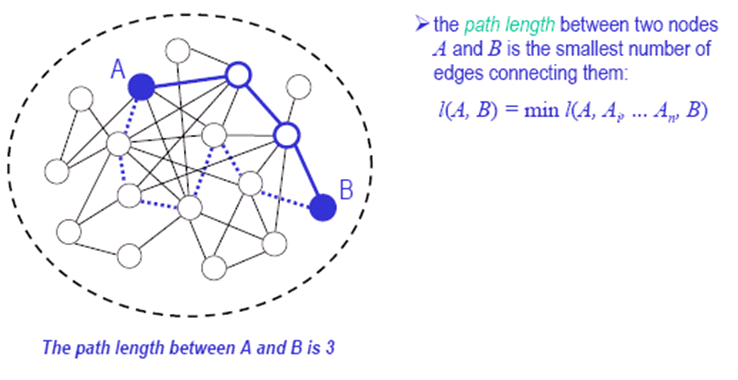 ➢ the path length between two nodes
A and B is the smallest number of
edges connecting them:
l(A, B) = min l(A, Ai, ... An, B)
A
B
The path length between A and B is 3